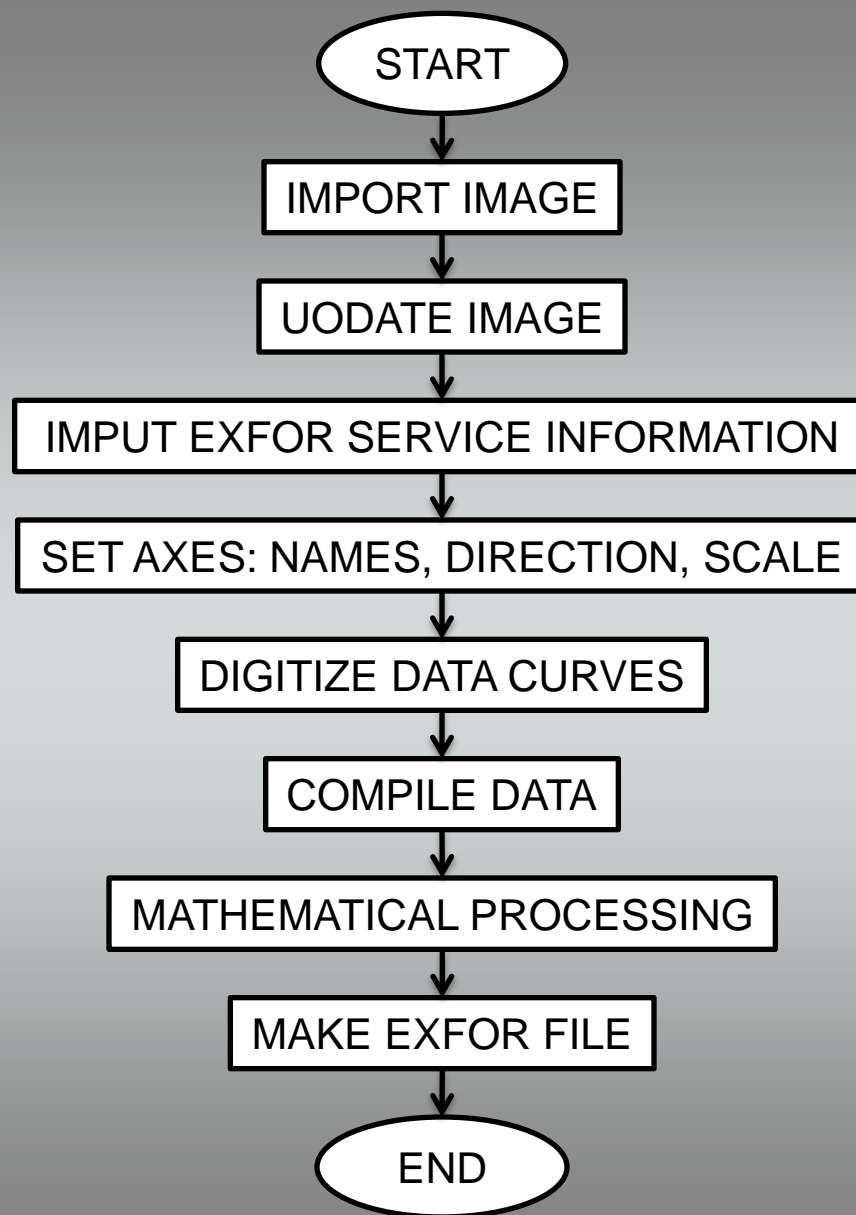 START
IMPORT IMAGE
UODATE IMAGE
IMPUT EXFOR SERVICE INFORMATION
SET AXES: NAMES, DIRECTION, SCALE
DIGITIZE DATA CURVES
COMPILE DATA
MATHEMATICAL PROCESSING
MAKE EXFOR FILE
END